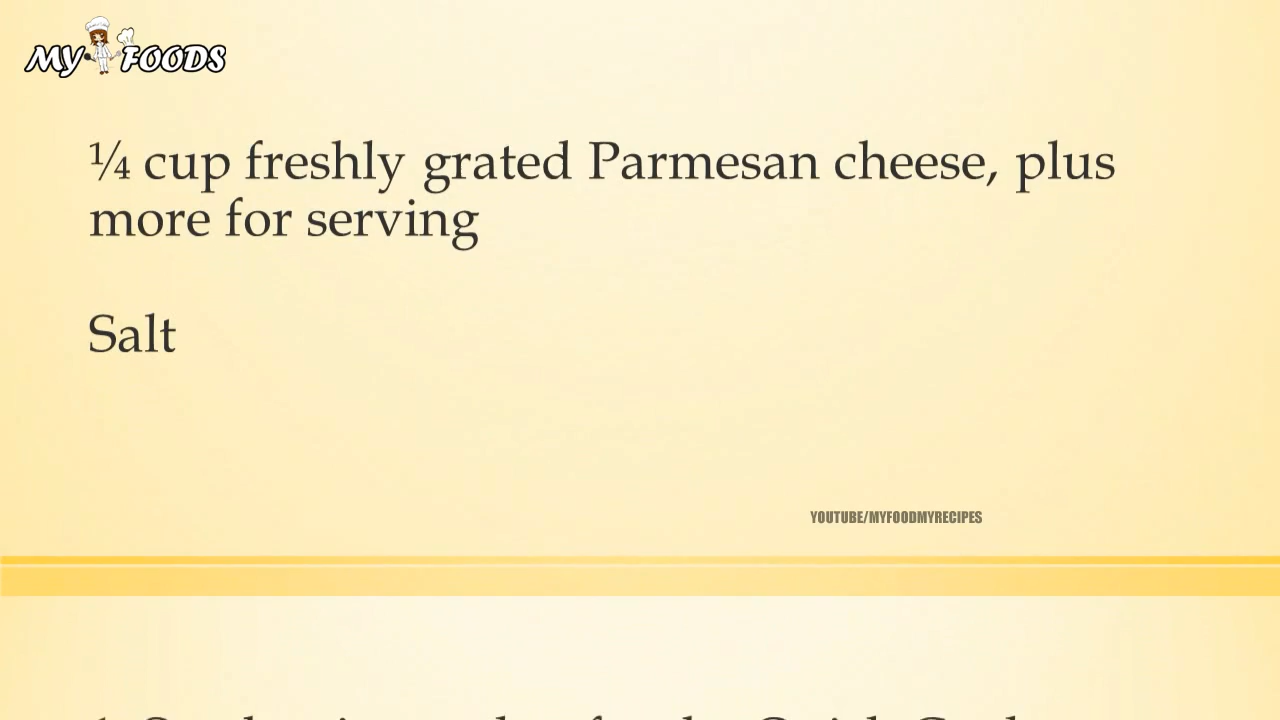 MY FOODS
¼ cup freshly grated Parmesan cheese, plus
more for serving
Salt
YOUTUBE/MYFOODMYRECIPES